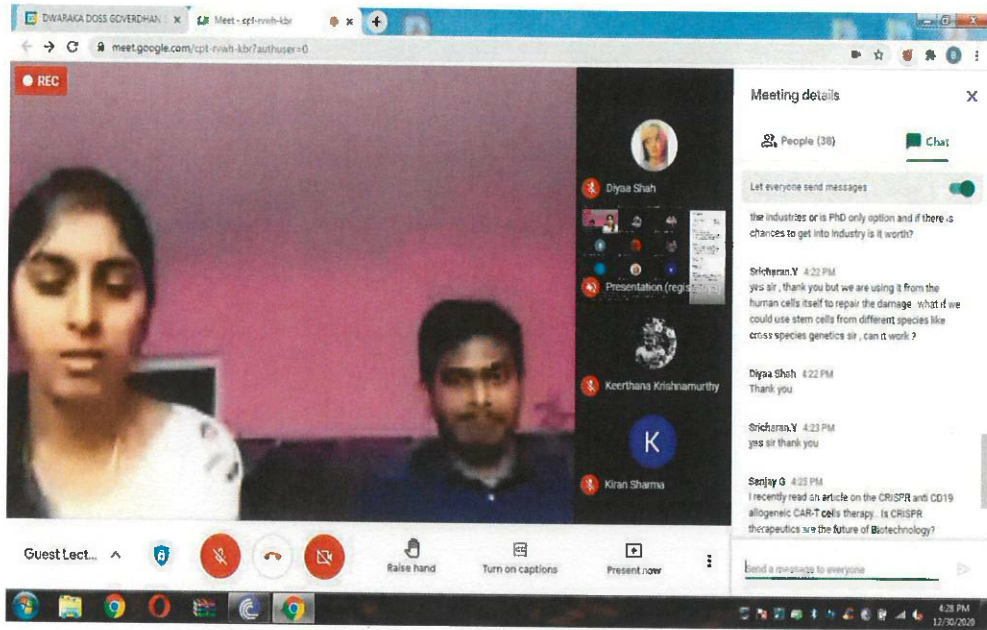 DWARAKA DOSS GOVERDHAN
Meet - cpt-rvwh-kbr
meet.google.com/cpt-rvwh-kbr?authuser=0
B
REC
Diyaa Shah
Presentation
Keerthana Krishnamurthy
K
Kiran Sharma
Meeting details
People (38)
Chat
Let everyone send messages
the industries or is PhD only option and if there is
chances to get into Industry is it worth?
Sricharan.Y 4:22 PM
yes sir , thank you but we are using it from the
human cells itself to repair the damage what if we
could use stem cells from different species like
cross species genetics sir , can it work ?
Diyaa Shah 4:22 PM
Thank you
Sricharan.Y 4:23 PM
yes sir thank you
Sanjay G 4:25 PM
I recently read an article on the CRISPR anti CD19
allogeneic CAR-T cells therapy.. Is CRISPR
therapeutics are the future of Biotechnology?
Send a message to everyone
Guest Lect...
Raise hand
Turn on captions
Present now
4:28 PM
12/30/2020